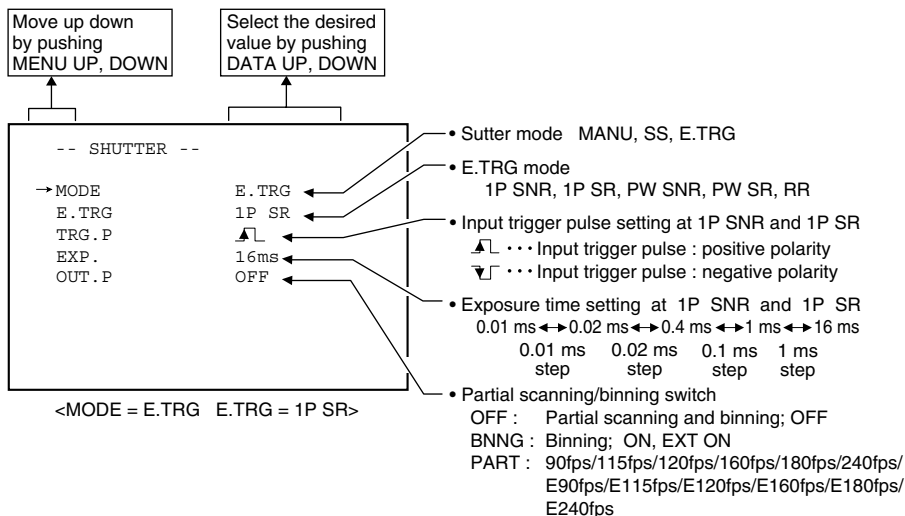 Move up down
by pushing
MENU UP, DOWN
Select the desired
value by pushing
DATA UP, DOWN
-- SHUTTER --
→MODE E.TRG
E.TRG 1P SR
TRG.P
EXP. 16ms
OUT.P OFF
<MODE = E.TRG E.TRG = 1P SR>
• Sutter mode MANU, SS, E.TRG
• E.TRG mode
1P SNR, 1P SR, PW SNR, PW SR, RR
• Input trigger pulse setting at 1P SNR and 1P SR
··· Input trigger pulse : positive polarity
··· Input trigger pulse : negative polarity
• Exposure time setting at 1P SNR and 1P SR
0.01 ms↔0.02 ms↔0.4 ms↔1 ms↔16 ms
0.01 ms 0.02 ms 0.1 ms 1 ms
step step step step
• Partial scanning/binning switch
OFF : Partial scanning and binning; OFF
BNNG : Binning; ON, EXT ON
PART : 90fps/115fps/120fps/160fps/180fps/240fps/
E90fps/E115fps/E120fps/E160fps/E180fps/
E240fps